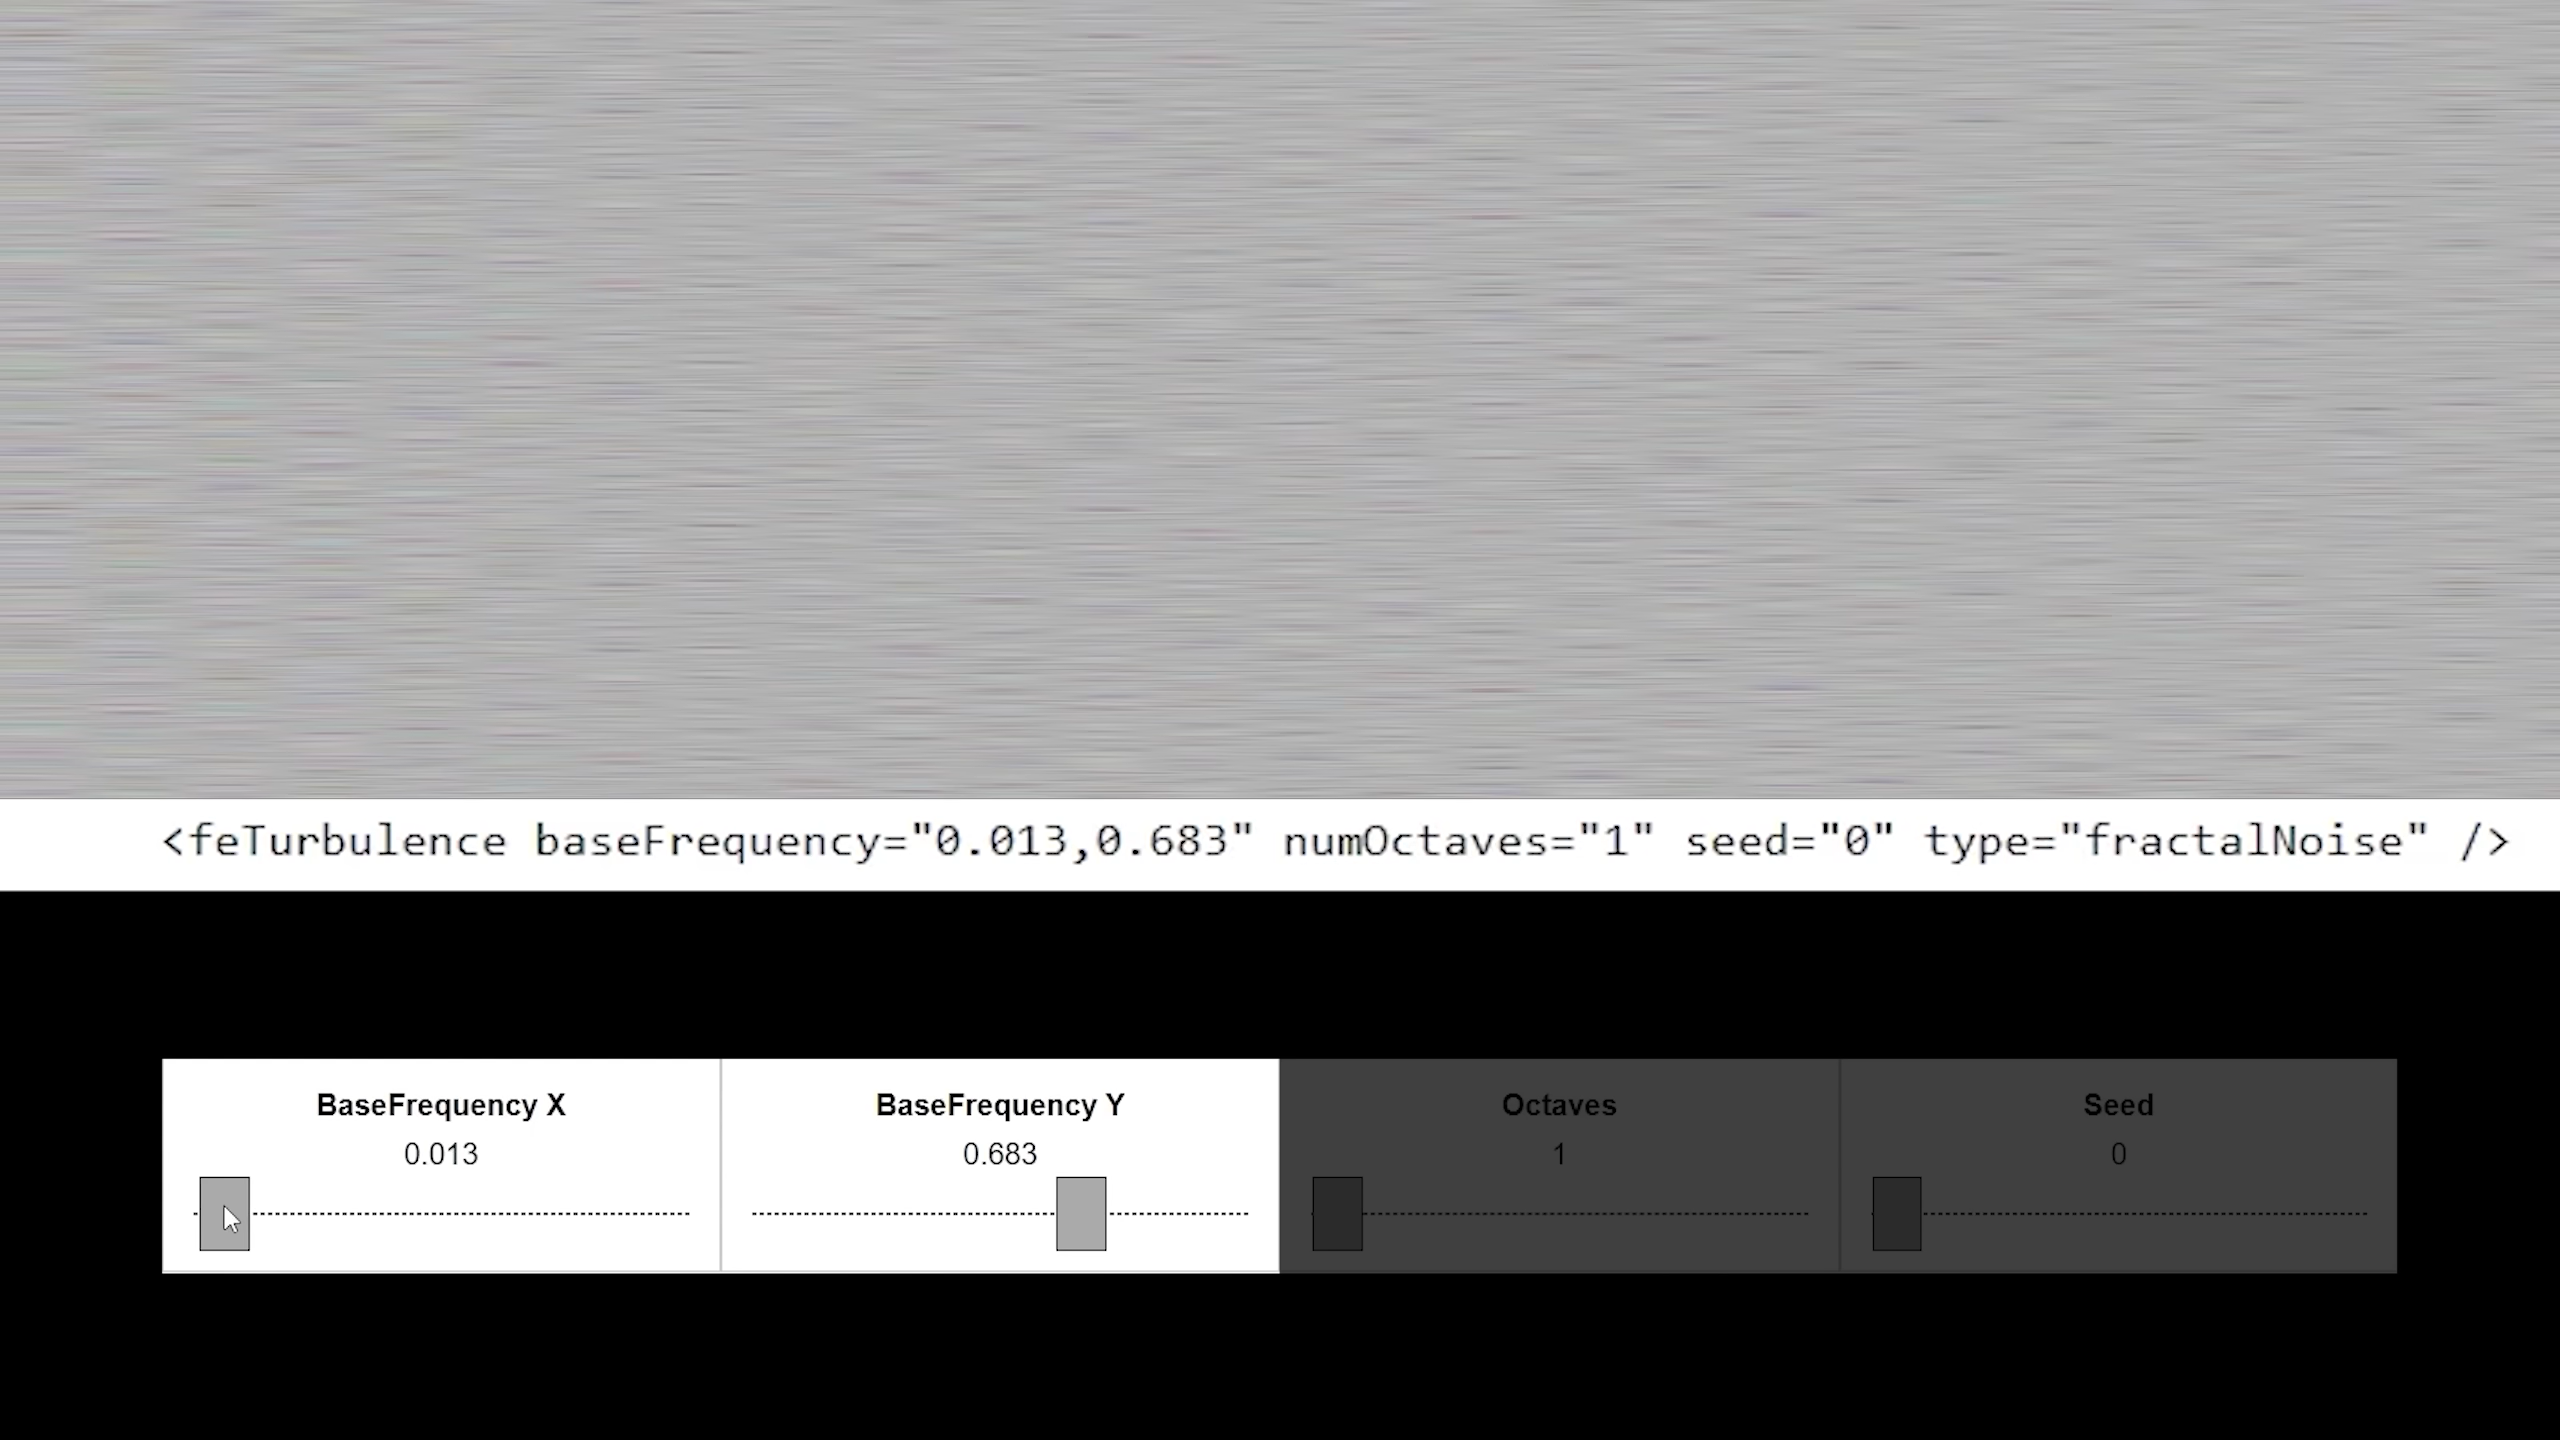 <feTurbulence baseFrequency="0.013,0.683" numOctaves="1" seed="0" type="fractalNoise" />
BaseFrequency X
0.013
BaseFrequency Y
0.683
Octaves
1
Seed
0